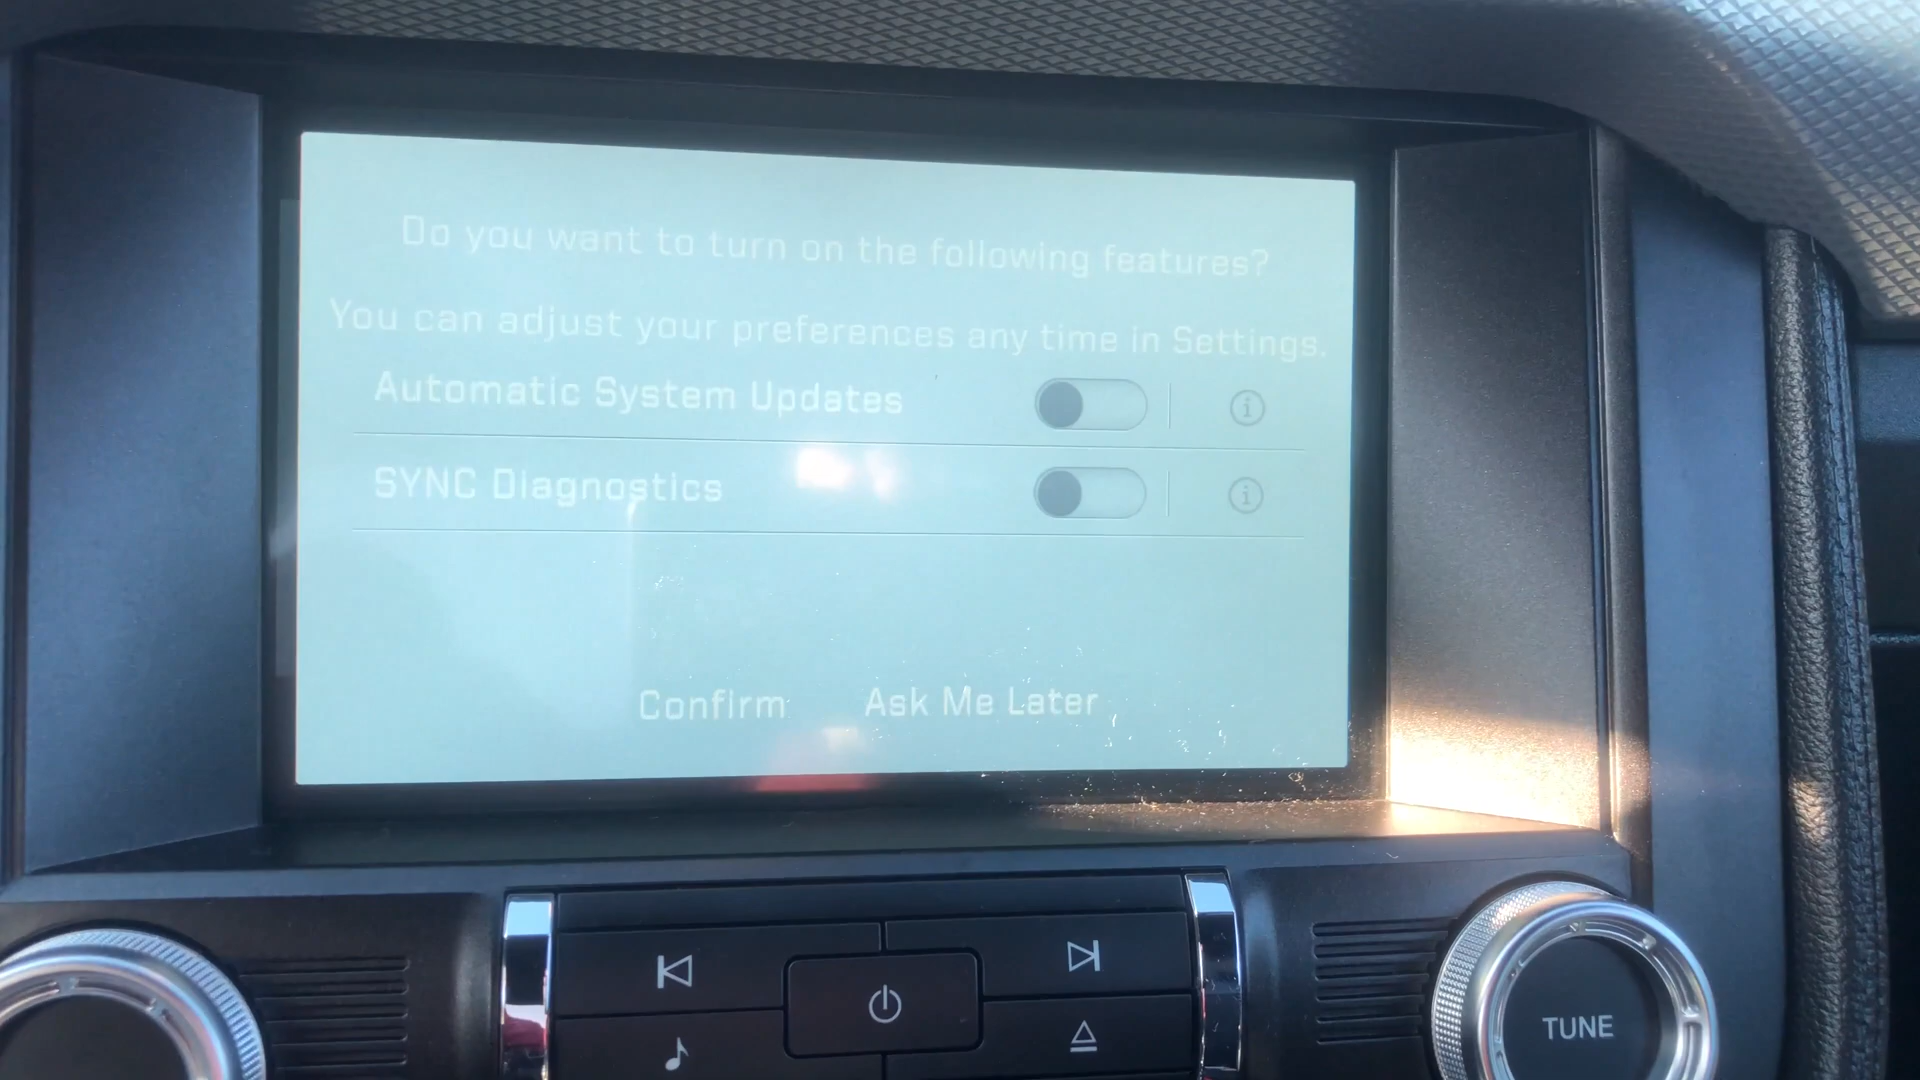 Do you want to turn on the following features?
You can adjust your preferences any time in Settings.
Automatic System Updates
SYNC Diagnostics
Confirm Ask Me Later
TUNE